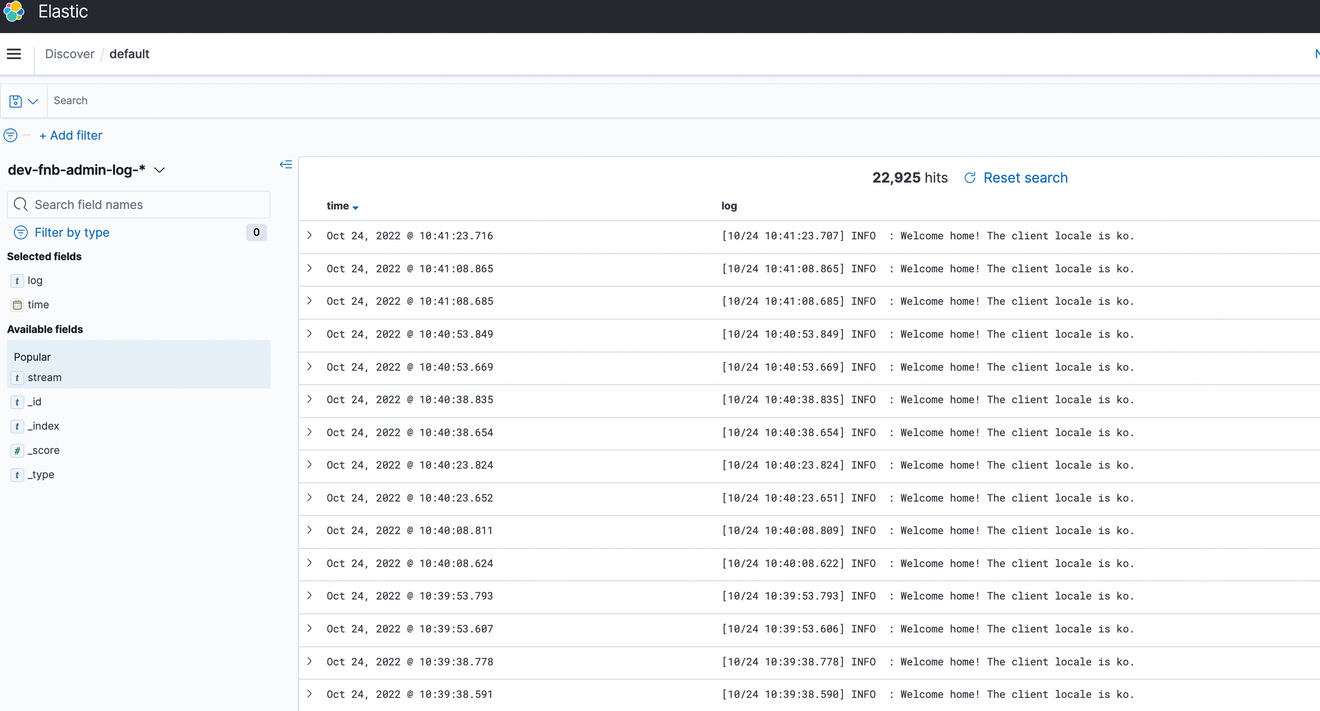 Elastic
Discover / default
N
Search
+ Add filter
dev-fnb-admin-log-*
Search field names
Filter by type 0
Selected fields
t log
time
Available fields
Popular
t stream
t _id
t _index
# _score
t _type
22,925 hits Reset search
time log
Oct 24, 2022 @ 10:41:23.716 [10/24 10:41:23.707] INFO : Welcome home! The client locale is ko.
Oct 24, 2022 @ 10:41:08.865 [10/24 10:41:08.865] INFO : Welcome home! The client locale is ko.
Oct 24, 2022 @ 10:41:08.685 [10/24 10:41:08.685] INFO : Welcome home! The client locale is ko.
Oct 24, 2022 @ 10:40:53.849 [10/24 10:40:53.849] INFO : Welcome home! The client locale is ko.
Oct 24, 2022 @ 10:40:53.669 [10/24 10:40:53.669] INFO : Welcome home! The client locale is ko.
Oct 24, 2022 @ 10:40:38.835 [10/24 10:40:38.835] INFO : Welcome home! The client locale is ko.
Oct 24, 2022 @ 10:40:38.654 [10/24 10:40:38.654] INFO : Welcome home! The client locale is ko.
Oct 24, 2022 @ 10:40:23.824 [10/24 10:40:23.824] INFO : Welcome home! The client locale is ko.
Oct 24, 2022 @ 10:40:23.652 [10/24 10:40:23.651] INFO : Welcome home! The client locale is ko.
Oct 24, 2022 @ 10:40:08.811 [10/24 10:40:08.809] INFO : Welcome home! The client locale is ko.
Oct 24, 2022 @ 10:40:08.624 [10/24 10:40:08.622] INFO : Welcome home! The client locale is ko.
Oct 24, 2022 @ 10:39:53.793 [10/24 10:39:53.793] INFO : Welcome home! The client locale is ko.
Oct 24, 2022 @ 10:39:53.607 [10/24 10:39:53.606] INFO : Welcome home! The client locale is ko.
Oct 24, 2022 @ 10:39:38.778 [10/24 10:39:38.778] INFO : Welcome home! The client locale is ko.
Oct 24, 2022 @ 10:39:38.591 [10/24 10:39:38.590] INFO : Welcome home! The client locale is ko.